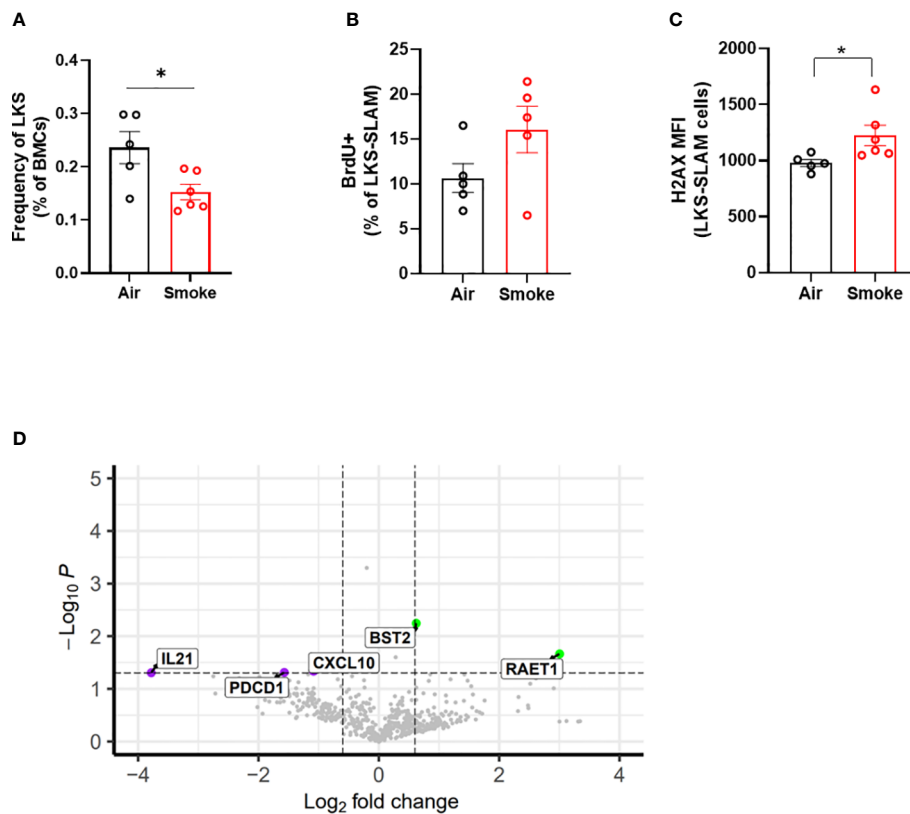 A
B
C
Frequency of LKS
(% of BMCs)
0.4
0.3
0.2
0.1
0.0
*
Air
Smoke
BrdU+
(% of LKS-SLAM)
25
20
15
10
5
0
Air
Smoke
H2AX MFI
(LKS-SLAM cells)
2000
1500
1000
500
0
*
Air
Smoke
D
– Log10 P
5
4
3
2
1
0
IL21
PDCD1
CXCL10
BST2
RAET1
−4
−2
0
2
4
Log2 fold change